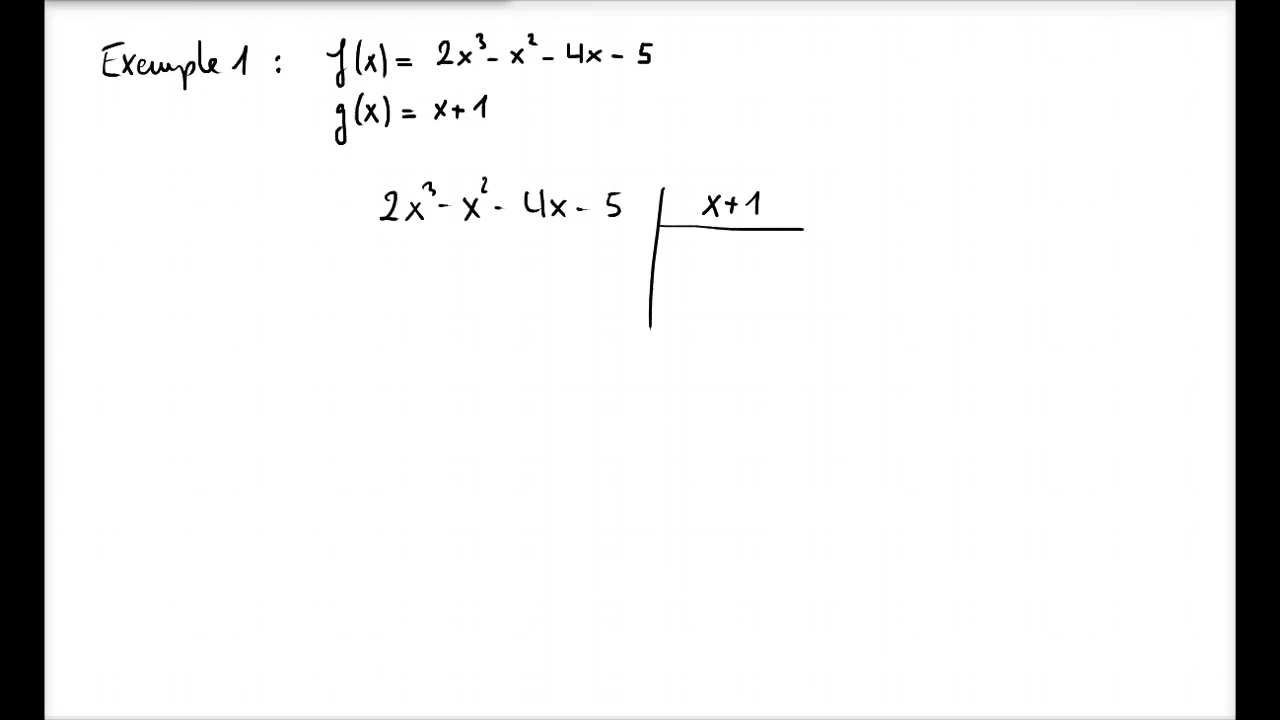 Exemple 1 : f(x) = 2x³ - x² - 4x - 5
g(x) = x + 1
2x³ - x² - 4x - 5 | x + 1